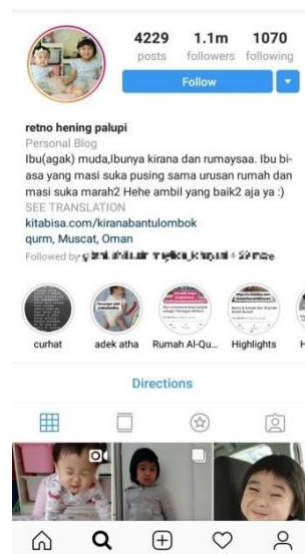 4229 1.1m 1070
posts followers following
Follow
retno hening palupi
Personal Blog
Ibu(agak) muda,Ibunya kirana dan rumaysaa. Ibu bi-
asa yang masi suka pusing sama urusan rumah dan
masi suka marah2 Hehe ambil yang baik2 aja ya :)
SEE TRANSLATION
kitabisa.com/kiranabantulombok
qurm, Muscat, Oman
Followed by
curhat adek atha Rumah Al-Qu... Highlights H
Directions